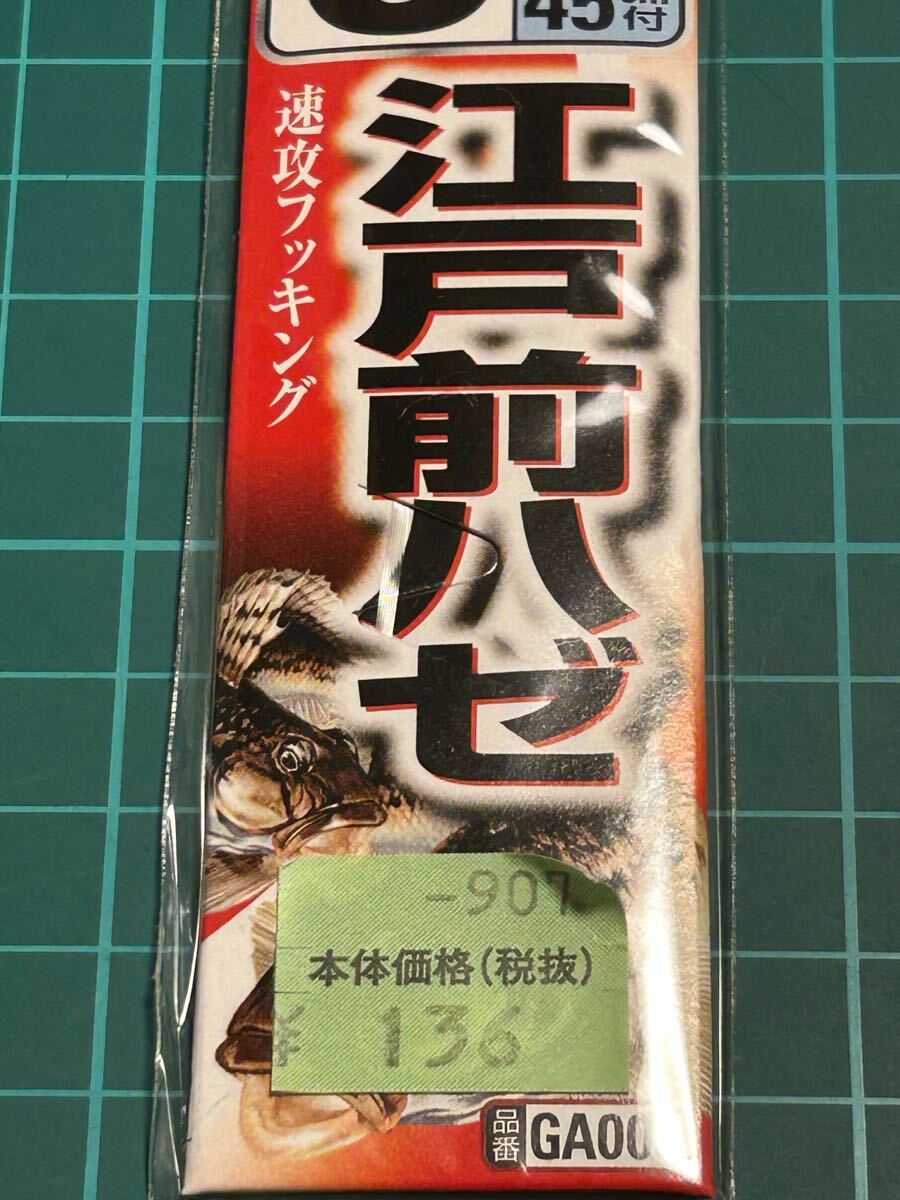 45
付
速攻フッキング
江戸前ハゼ
-907
本体価格(税抜)
¥ 136
品番 GA00